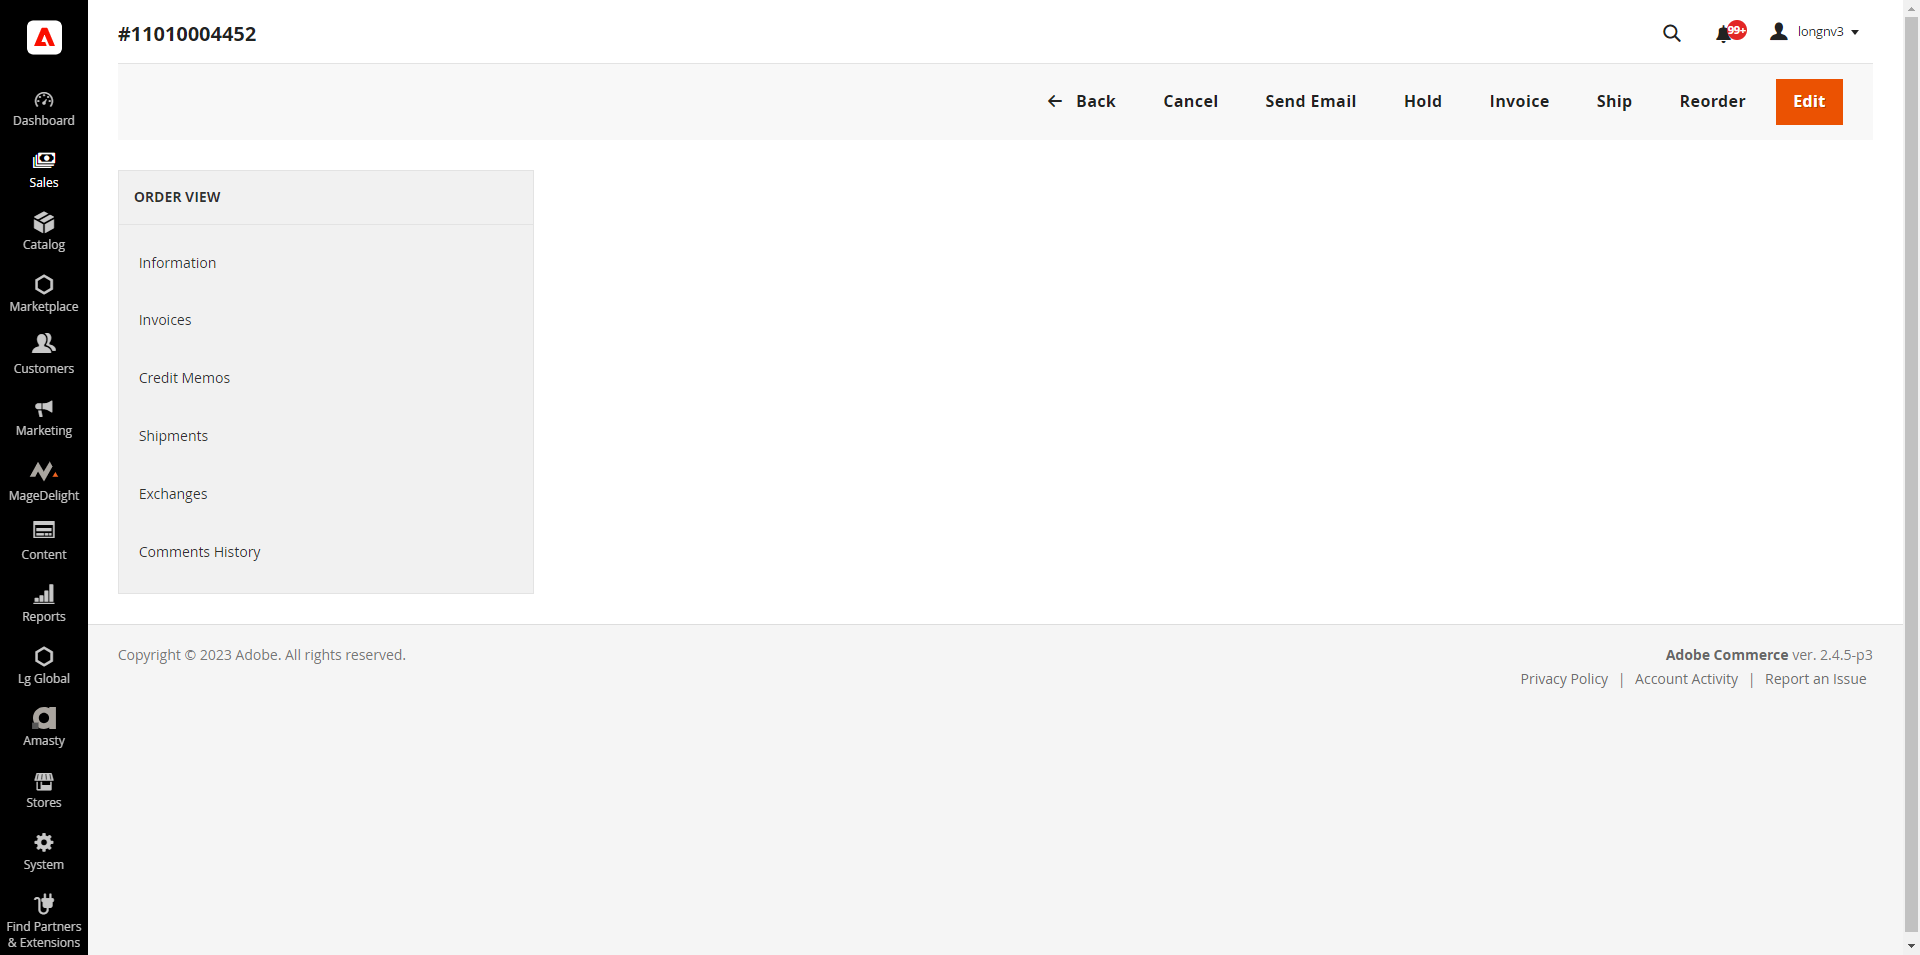 #11010004452
99+
longnv3
Back
Cancel
Send Email
Hold
Invoice
Ship
Reorder
Edit
Dashboard
Sales
Catalog
Marketplace
Customers
Marketing
MageDelight
Content
Reports
Lg Global
Amasty
Stores
System
Find Partners
& Extensions
ORDER VIEW
Information
Invoices
Credit Memos
Shipments
Exchanges
Comments History
Copyright © 2023 Adobe. All rights reserved.
Adobe Commerce ver. 2.4.5-p3
Privacy Policy | Account Activity | Report an Issue